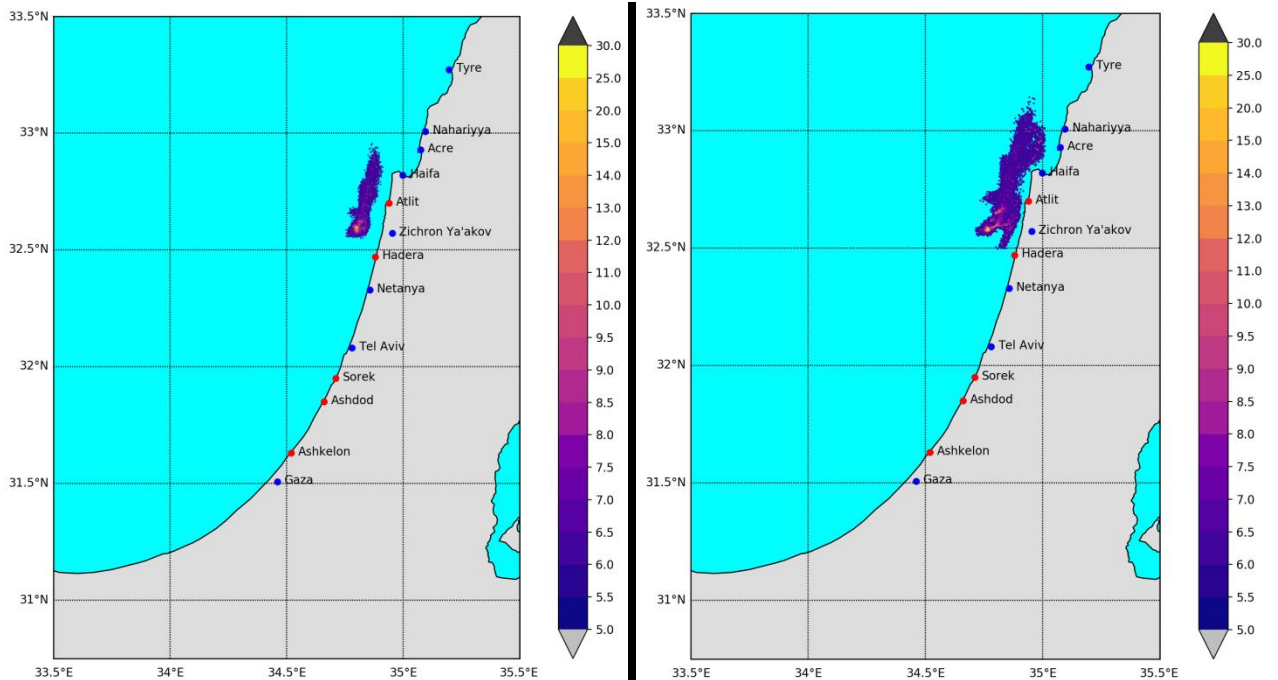 33.5°N
33°N
32.5°N
32°N
31.5°N
31°N
33.5°E
34°E
34.5°E
35°E
35.5°E
Tyre
Nahariyya
Acre
Haifa
Atlit
Zichron Ya'akov
Hadera
Netanya
Tel Aviv
Sorek
Ashdod
Ashkelon
Gaza
30.0
25.0
20.0
15.0
14.0
13.0
12.0
11.0
10.0
9.5
9.0
8.5
8.0
7.5
7.0
6.5
6.0
5.5
5.0
33.5°N
33°N
32.5°N
32°N
31.5°N
31°N
33.5°E
34°E
34.5°E
35°E
35.5°E
Tyre
Nahariyya
Acre
Haifa
Atlit
Zichron Ya'akov
Hadera
Netanya
Tel Aviv
Sorek
Ashdod
Ashkelon
Gaza
30.0
25.0
20.0
15.0
14.0
13.0
12.0
11.0
10.0
9.5
9.0
8.5
8.0
7.5
7.0
6.5
6.0
5.5
5.0